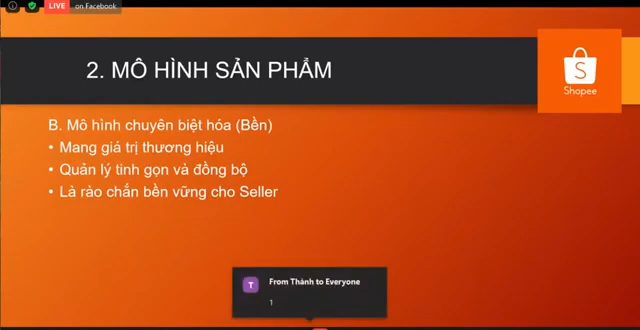 LIVE on Facebook
2. MÔ HÌNH SẢN PHẨM
S
Shopee
B. Mô hình chuyên biệt hóa (Bền)
• Mang giá trị thương hiệu
• Quản lý tinh gọn và đồng bộ
• Là rào chắn bền vững cho Seller
T
From Thành to Everyone
1